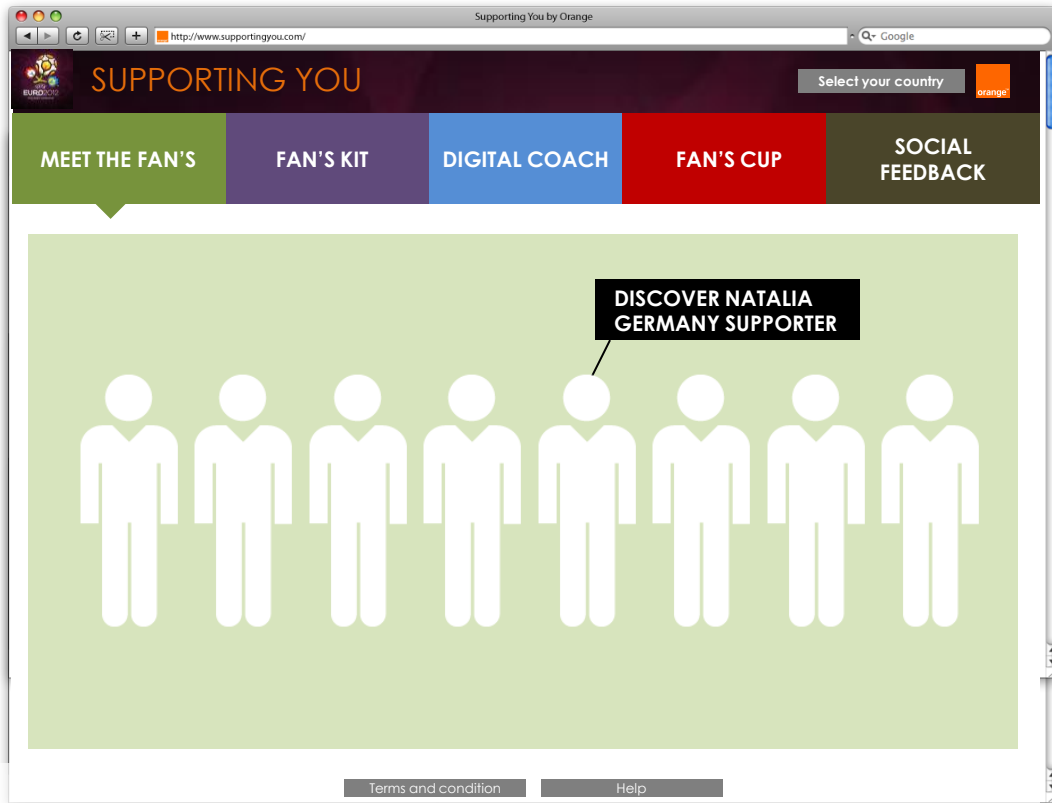 Supporting You by Orange
http://www.supportingyou.com/
Google
EURO2012
SUPPORTING YOU
Select your country
orange
MEET THE FAN'S
FAN'S KIT
DIGITAL COACH
FAN'S CUP
SOCIAL
FEEDBACK
DISCOVER NATALIA
GERMANY SUPPORTER
Terms and condition
Help